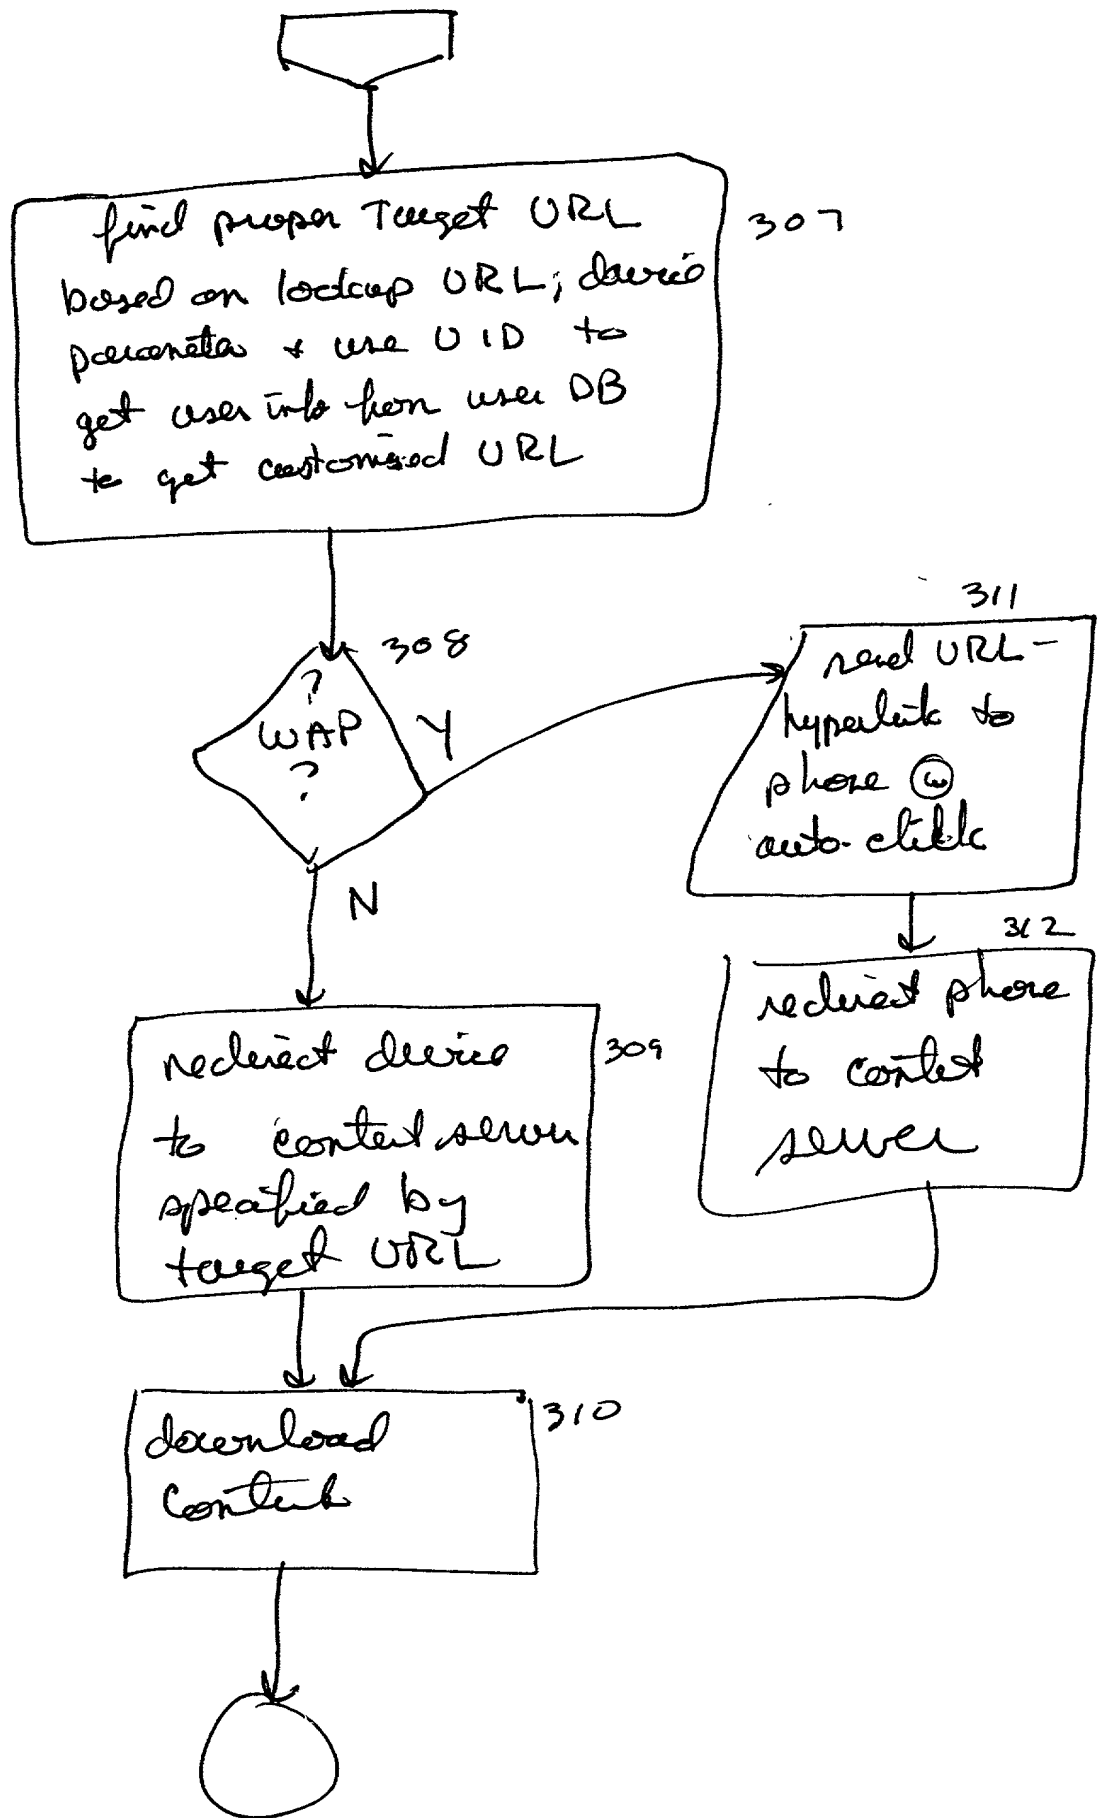 find proper Target URL
307
based on lookup URL; device
parameter + use UID to
get user info from user DB
to get customized URL
308
?
WAP
?
Y
N
311
send URL -
hyperlink to
phone
auto-click
312
redirect phone
to content
server
redirect device
309
to content server
specified by
target URL
download
310
content